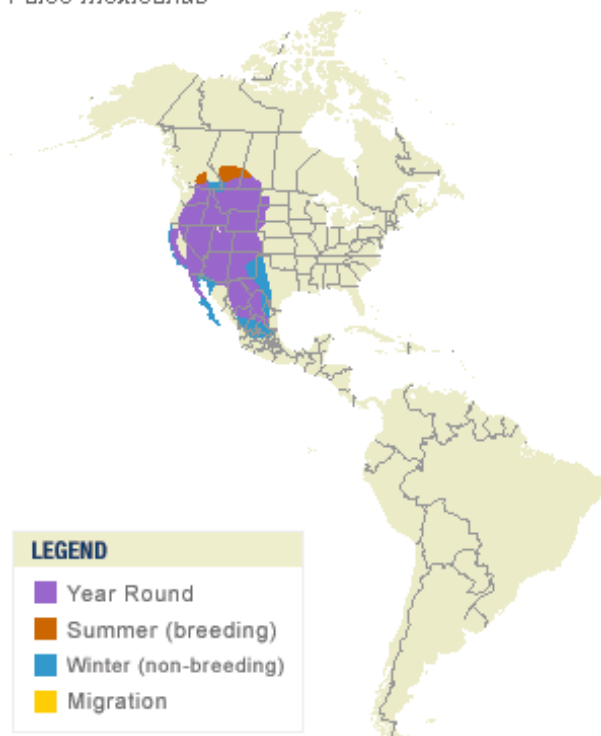 LEGEND
Year Round
Summer (breeding)
Winter (non-breeding)
Migration